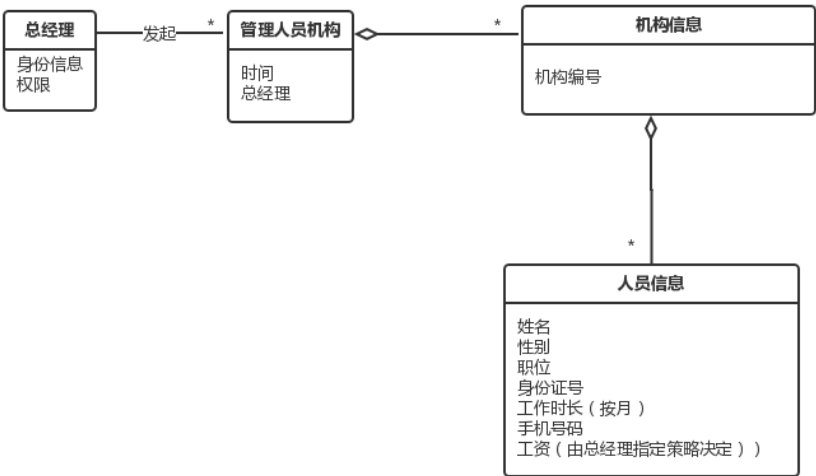 总经理
身份信息
权限
发起
*
管理人员机构
时间
总经理
*
机构信息
机构编号
*
人员信息
姓名
性别
职位
身份证号
工作时长（按月）
手机号码
工资（由总经理指定策略决定））